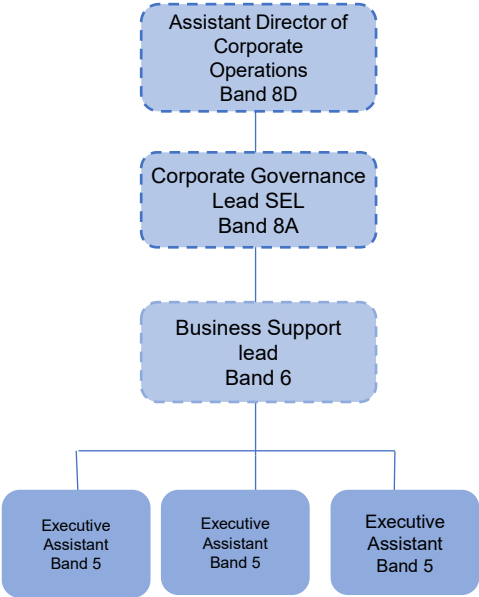 Assistant Director of
Corporate
Operations
Band 8D
Corporate Governance
Lead SEL
Band 8A
Business Support
lead
Band 6
Executive
Assistant
Band 5
Executive
Assistant
Band 5
Executive
Assistant
Band 5